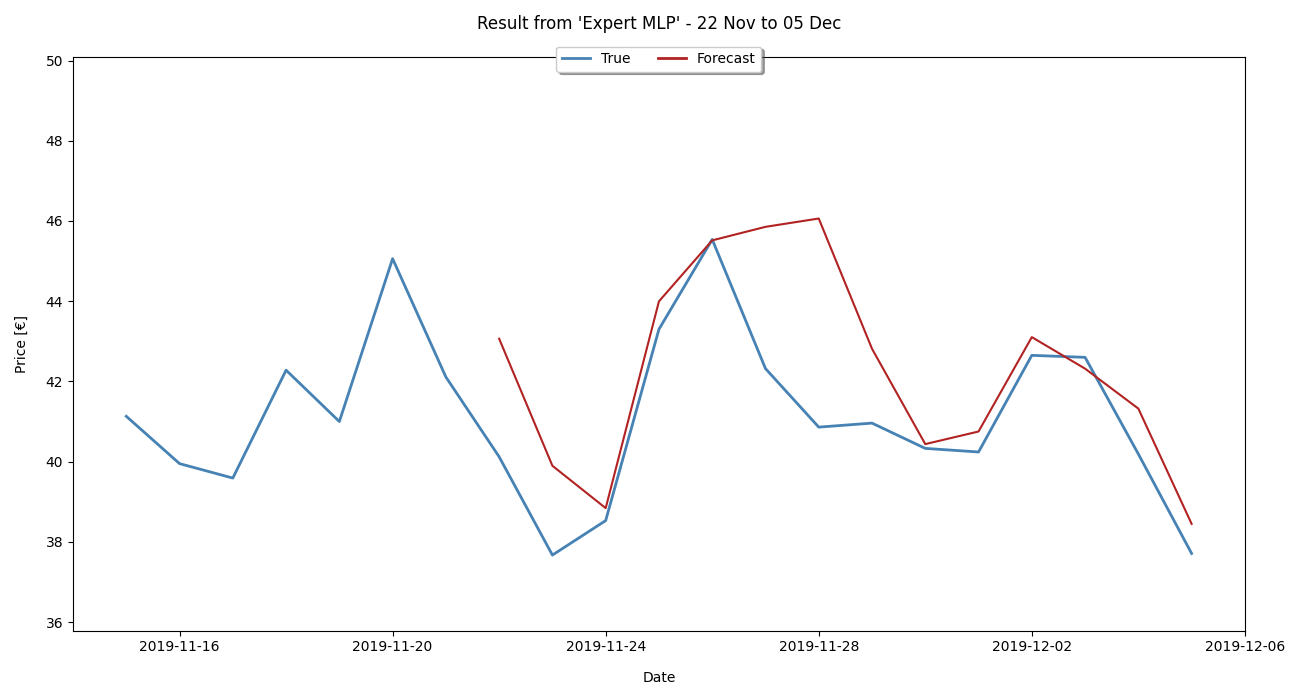 Result from 'Expert MLP' - 22 Nov to 05 Dec
True Forecast
50
48
46
44
42
40
38
36
Price [€]
2019-11-16 2019-11-20 2019-11-24 2019-11-28 2019-12-02 2019-12-06
Date